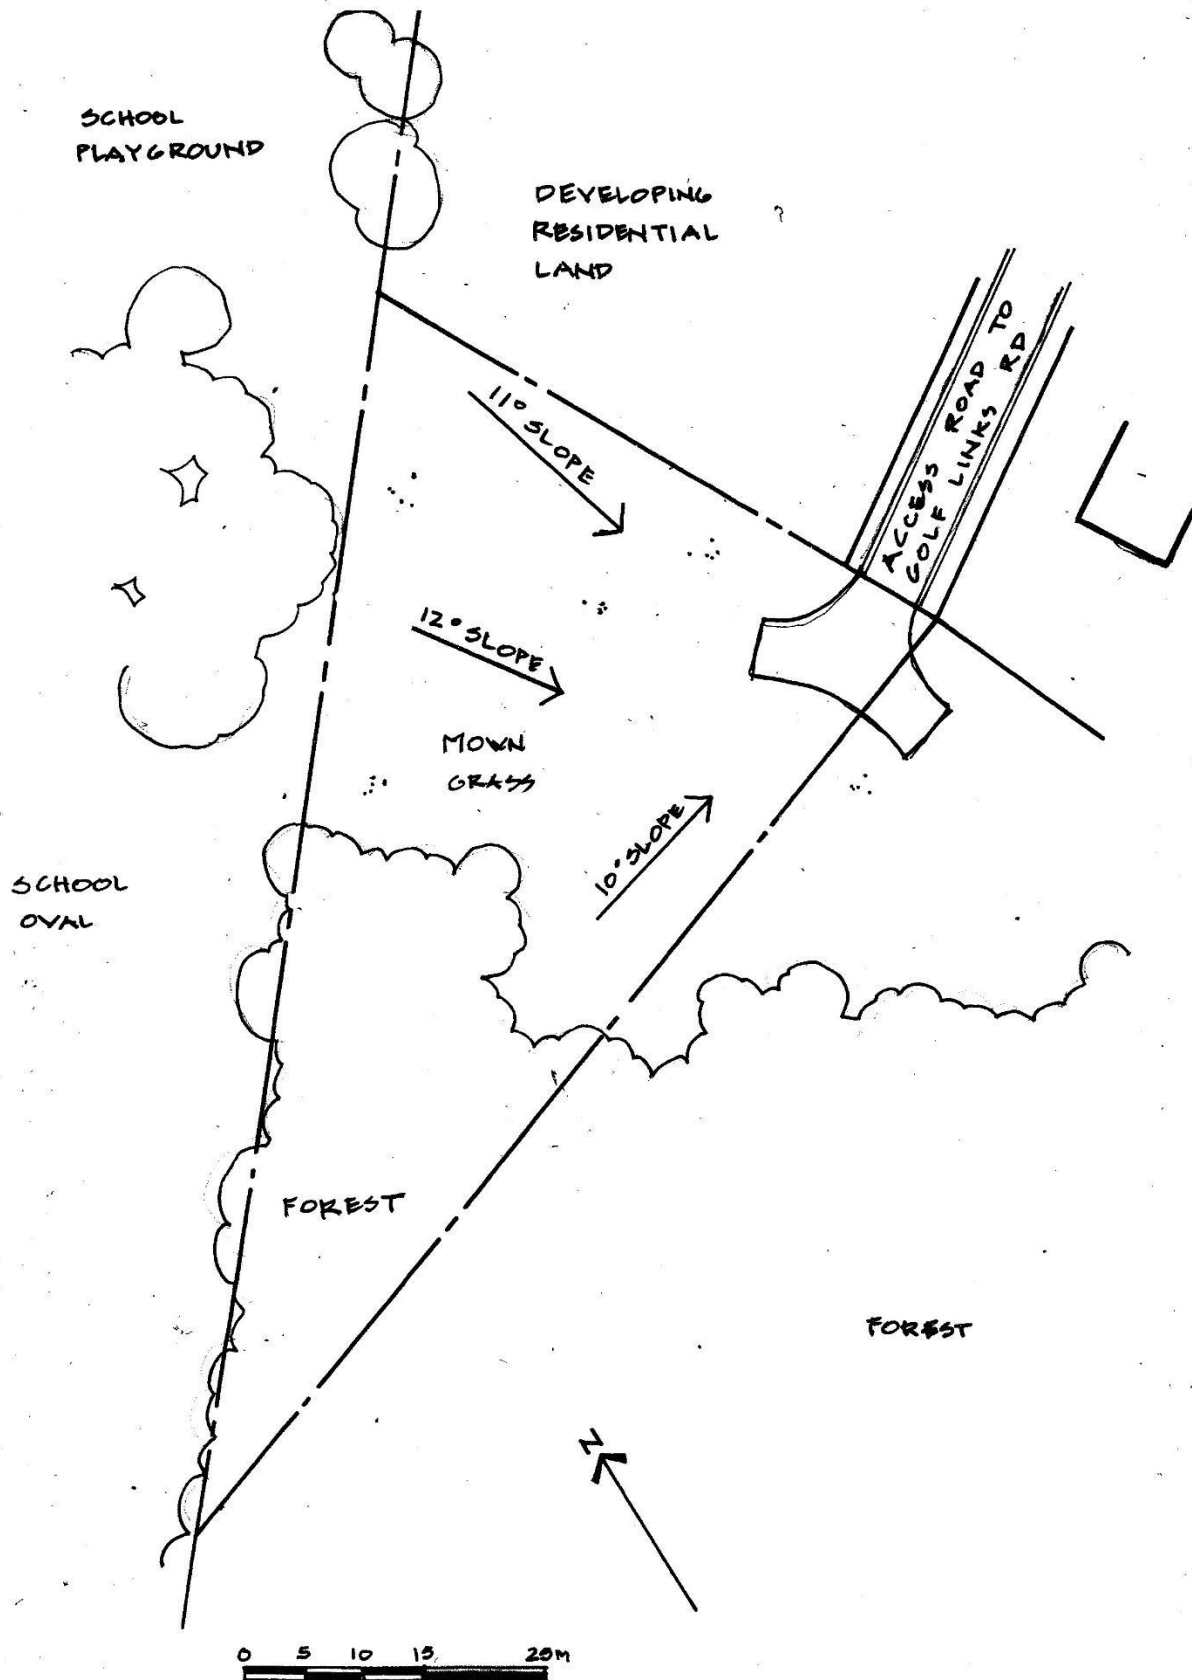 SCHOOL
PLAYGROUND
DEVELOPING
RESIDENTIAL
LAND
ACCESS ROAD TO
GOLF LINKS RD
11° SLOPE
12° SLOPE
MOWN
GRASS
10° SLOPE
SCHOOL
OVAL
FOREST
FOREST
N
0 5 10 15 25M